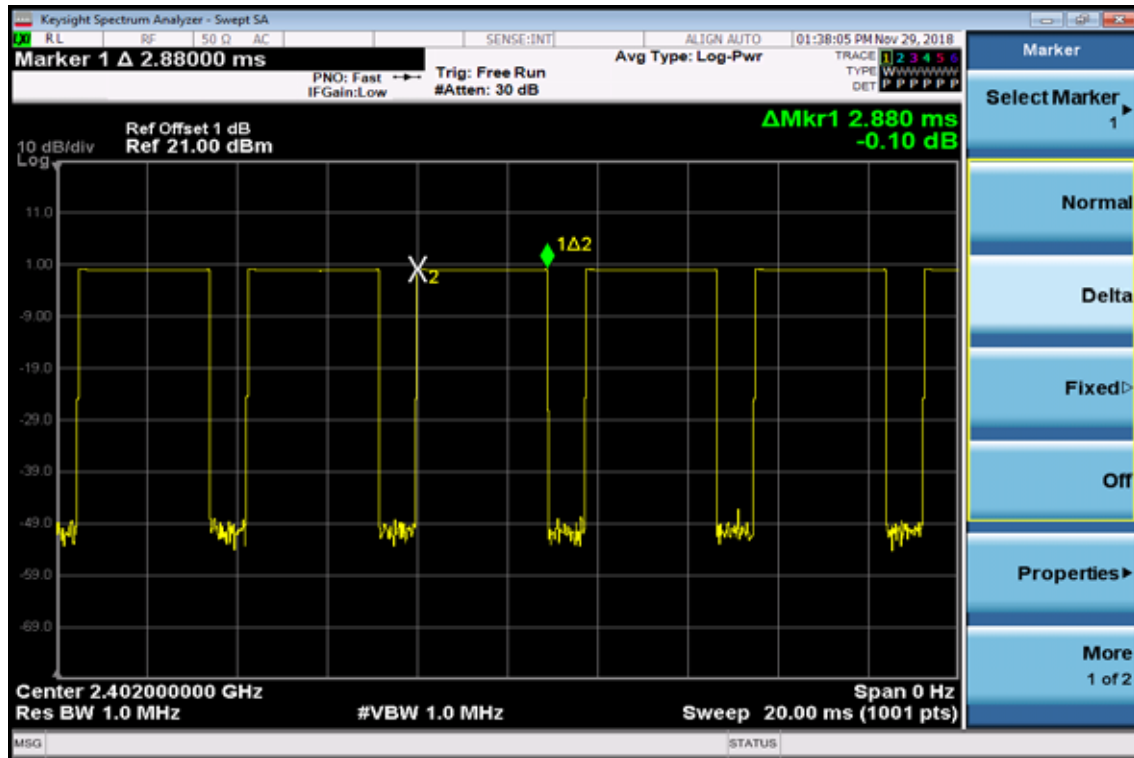 Keysight Spectrum Analyzer - Swept SA
RL RF 50 Ω AC SENSE:INT ALIGN AUTO 01:38:05 PM Nov 29, 2018
Marker 1 Δ 2.88000 ms
PNO: Fast
IFGain:Low
Trig: Free Run
#Atten: 30 dB
Avg Type: Log-Pwr
TRACE 1 2 3 4 5 6
TYPE WWWWWW
DET P P P P P P
ΔMkr1 2.880 ms
-0.10 dB
Ref Offset 1 dB
10 dB/div Ref 21.00 dBm
Log
11.0
1.00
-9.00
-19.0
-29.0
-39.0
-49.0
-59.0
-69.0
1Δ2
X2
Center 2.402000000 GHz Span 0 Hz
Res BW 1.0 MHz #VBW 1.0 MHz Sweep 20.00 ms (1001 pts)
MSG STATUS
Marker
Select Marker
1
Normal
Delta
Fixed
Off
Properties
More
1 of 2